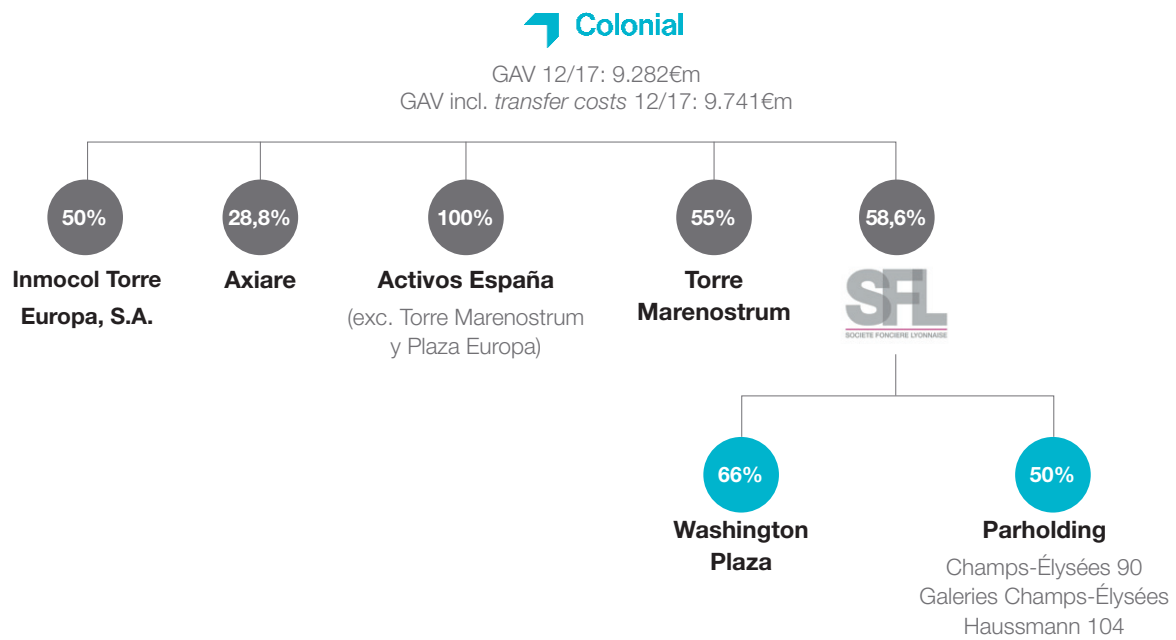 Colonial
GAV 12/17: 9.282€m
GAV incl. transfer costs 12/17: 9.741€m
50%
28,8%
100%
55%
58,6%
Inmocol Torre
Europa, S.A.
Axiare
Activos España
(exc. Torre Marenostrum
y Plaza Europa)
Torre
Marenostrum
SFL
SOCIETE FONCIERE LYONNAISE
66%
50%
Washington
Plaza
Parholding
Champs-Élysées 90
Galeries Champs-Élysées
Haussmann 104